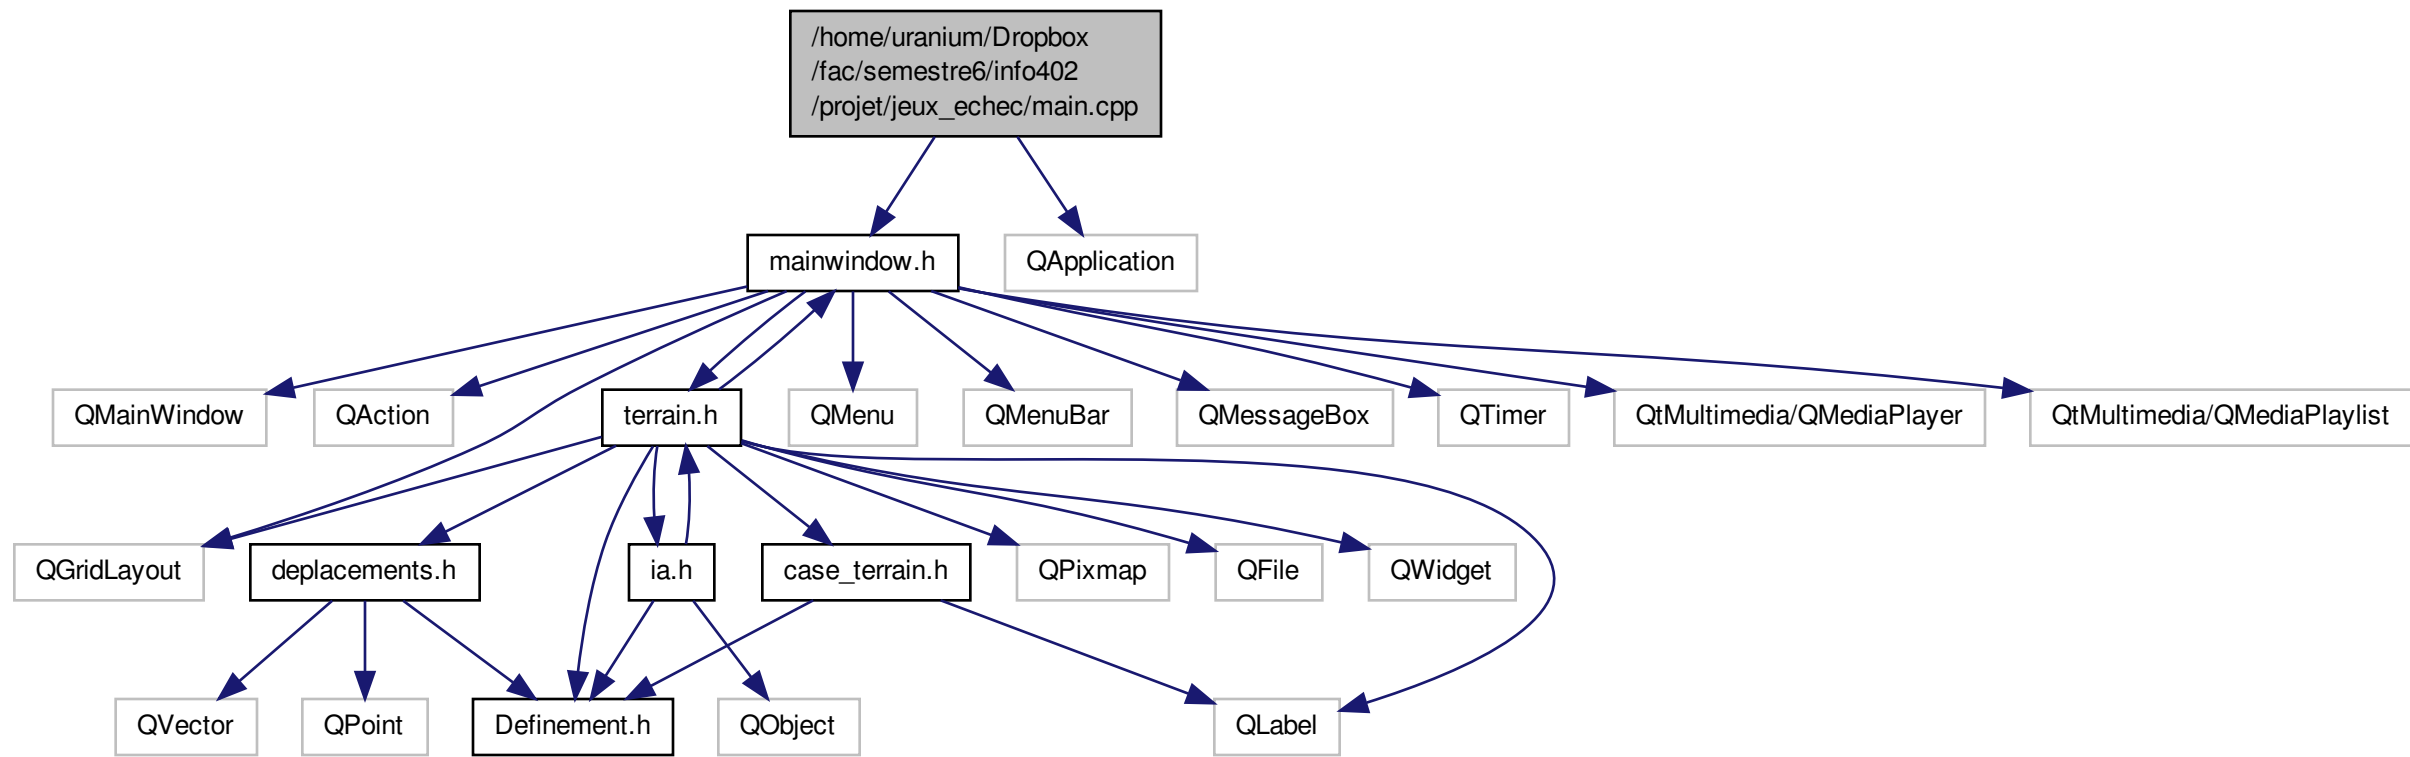 /home/uranium/Dropbox
/fac/semestre6/info402
/projet/jeux_echec/main.cpp
mainwindow.h
QApplication
QMainWindow
QAction
terrain.h
QMenu
QMenuBar
QMessageBox
QTimer
QtMultimedia/QMediaPlayer
QtMultimedia/QMediaPlaylist
QGridLayout
deplacements.h
ia.h
case_terrain.h
QPixmap
QFile
QWidget
QVector
QPoint
Definement.h
QObject
QLabel